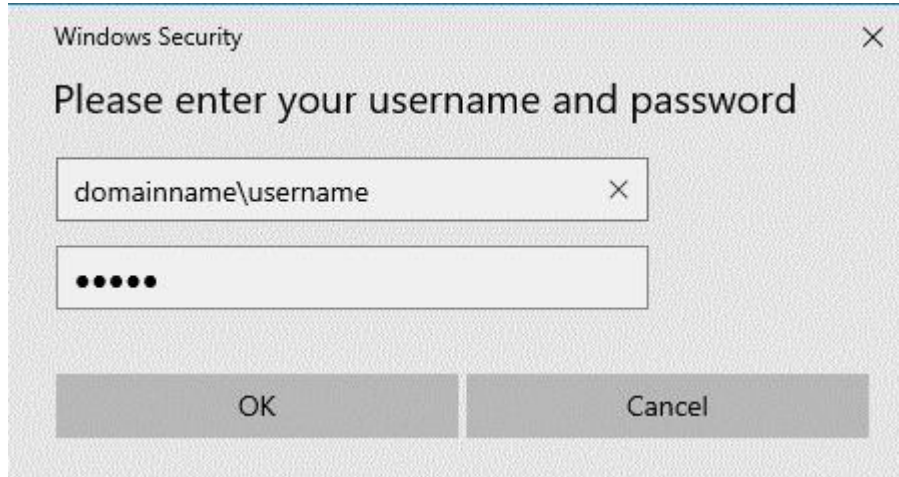 Windows Security
Please enter your username and password
domainname\username
•••••
OK
Cancel